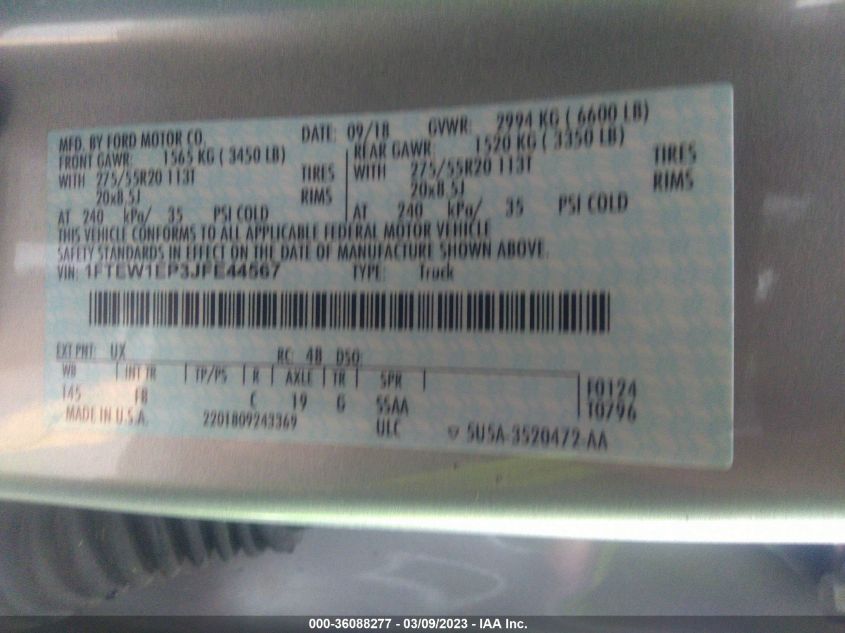 MFD. BY FORD MOTOR CO. DATE: 09/18 GVWR: 2994 KG ( 6600 LB)
FRONT GAWR: 1565 KG ( 3450 LB) REAR GAWR: 1520 KG ( 3350 LB)
WITH 275/55R20 113T TIRES WITH 275/55R20 113T TIRES
20x8.5J RIMS 20x8.5J RIMS
AT 240 kPa/ 35 PSI COLD AT 240 kPa/ 35 PSI COLD
THIS VEHICLE CONFORMS TO ALL APPLICABLE FEDERAL MOTOR VEHICLE
SAFETY STANDARDS IN EFFECT ON THE DATE OF MANUFACTURE SHOWN ABOVE.
VIN: 1FTEW1EP3JFE44567 TYPE: Truck
EXT PNT: UX RC: 48 DSO:
WB INT TR TP/PS R AXLE TR SPR
145 FB C 19 G 55AA F0124
MADE IN U.S.A. 2201809243369 ULC T0796
5U5A-3520472-AA
000-36088277 - 03/09/2023 - IAA Inc.